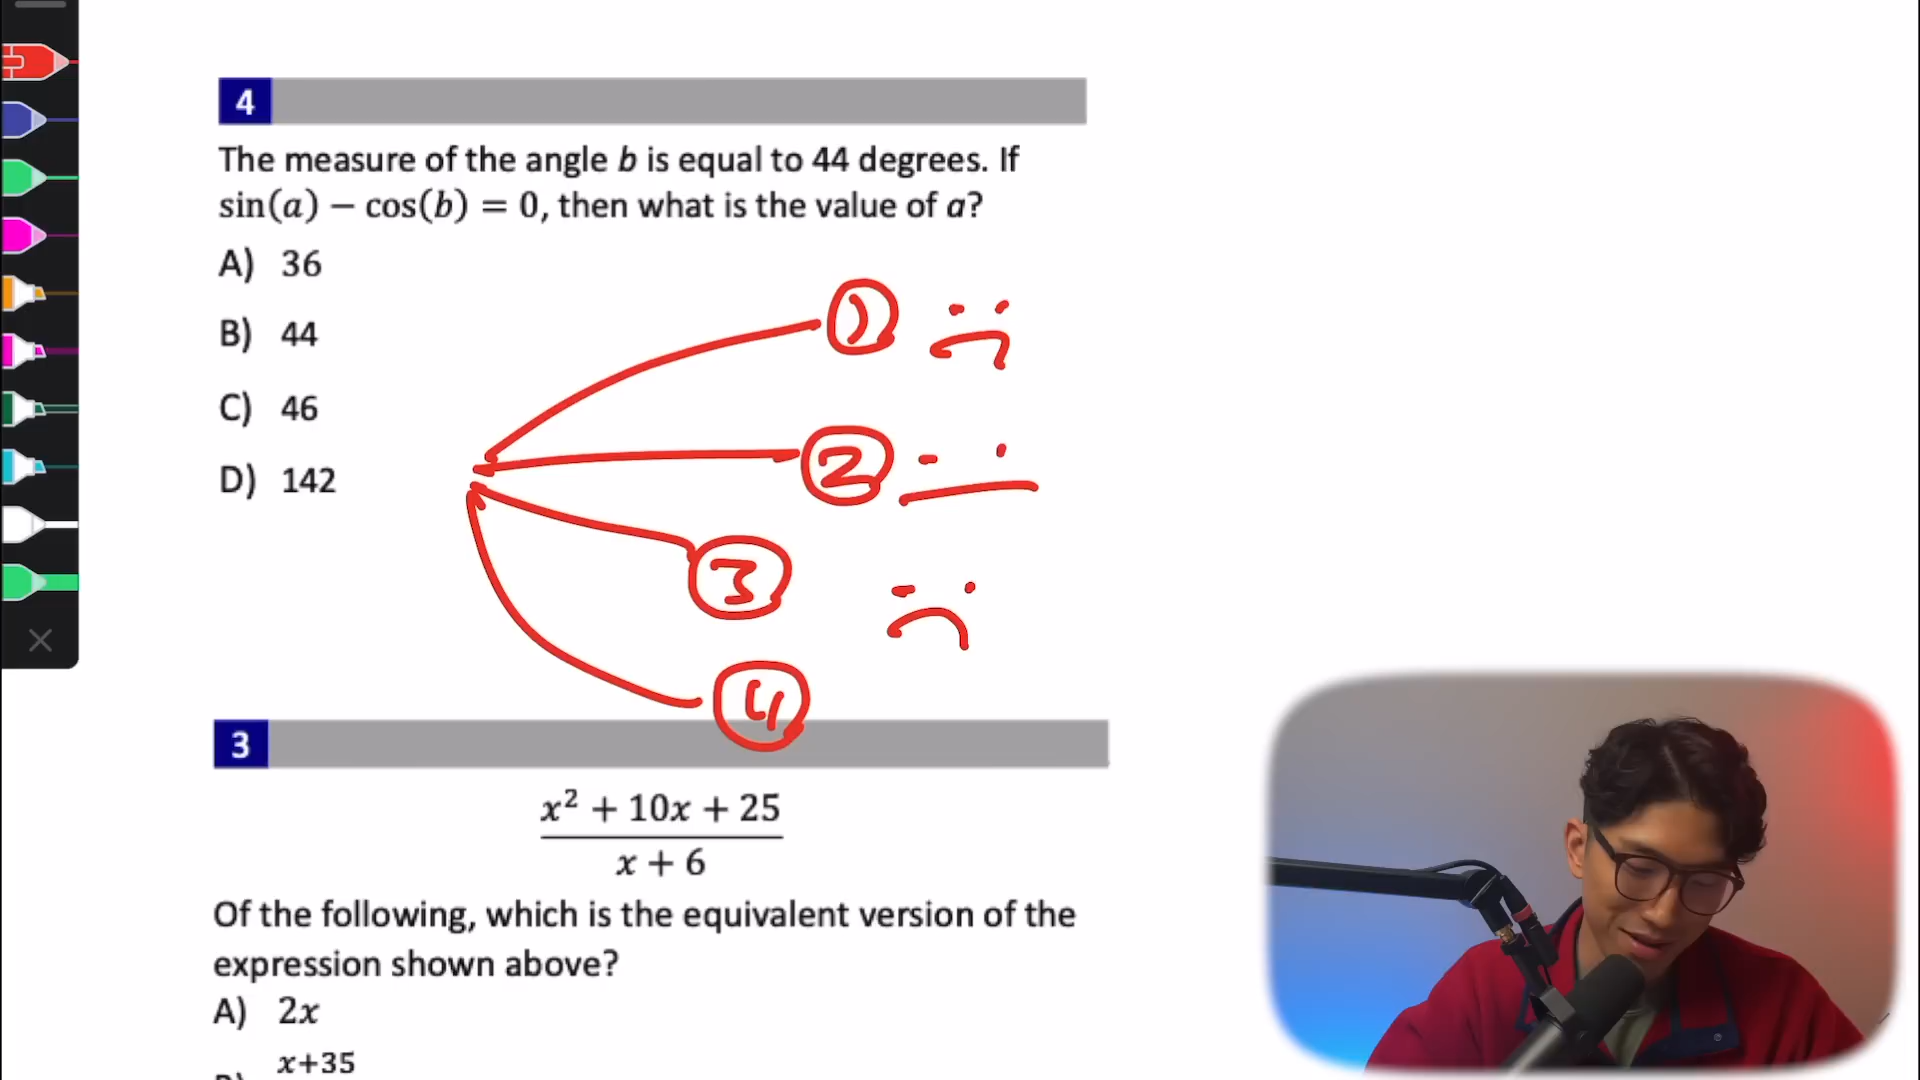 4
The measure of the angle b is equal to 44 degrees. If
sin(a) − cos(b) = 0, then what is the value of a?
A) 36
B) 44
C) 46
D) 142
1
2
3
4
3
x² + 10x + 25
x + 6
Of the following, which is the equivalent version of the
expression shown above?
A) 2x
x+35